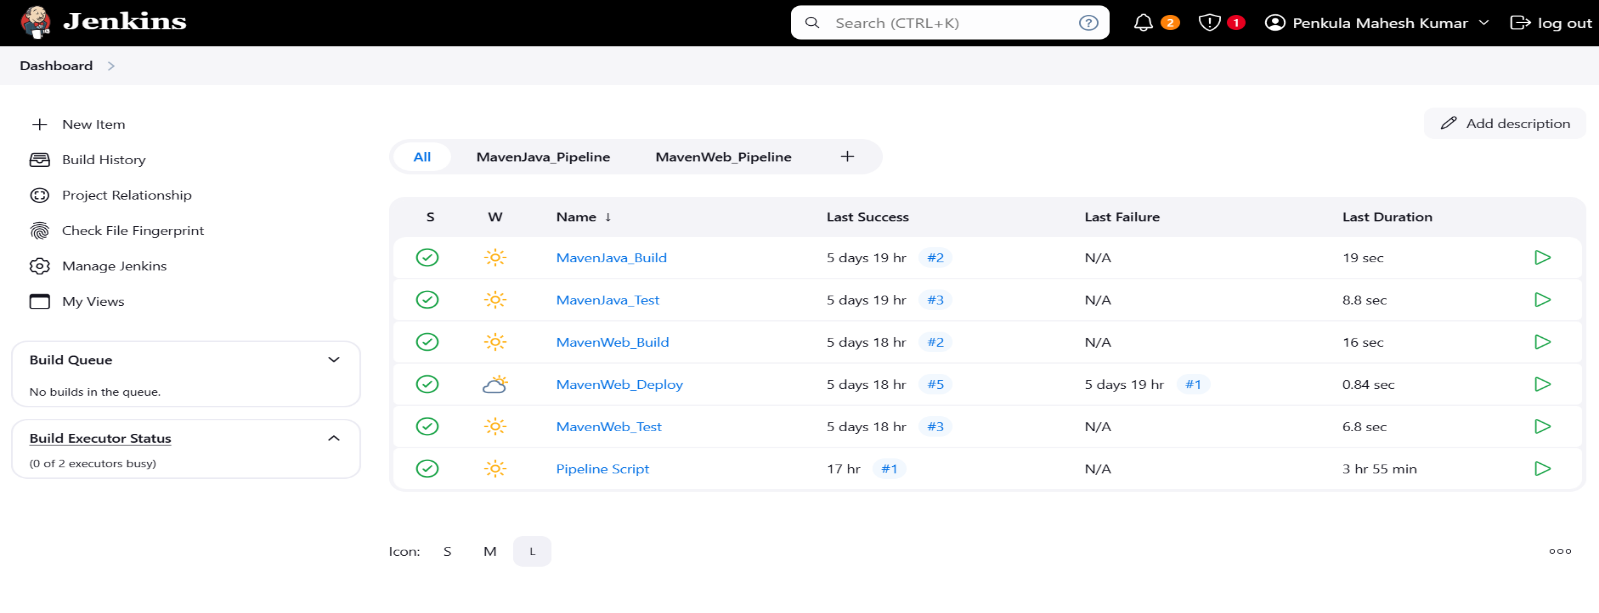 Jenkins
Search (CTRL+K) ? 2 1 Penkula Mahesh Kumar log out
Dashboard
New Item
Build History
Project Relationship
Check File Fingerprint
Manage Jenkins
My Views
Build Queue
No builds in the queue.
Build Executor Status
(0 of 2 executors busy)
Add description
All MavenJava_Pipeline MavenWeb_Pipeline +
S W Name ↓ Last Success Last Failure Last Duration
MavenJava_Build 5 days 19 hr #2 N/A 19 sec
MavenJava_Test 5 days 19 hr #3 N/A 8.8 sec
MavenWeb_Build 5 days 18 hr #2 N/A 16 sec
MavenWeb_Deploy 5 days 18 hr #5 5 days 19 hr #1 0.84 sec
MavenWeb_Test 5 days 18 hr #3 N/A 6.8 sec
Pipeline Script 17 hr #1 N/A 3 hr 55 min
Icon: S M L